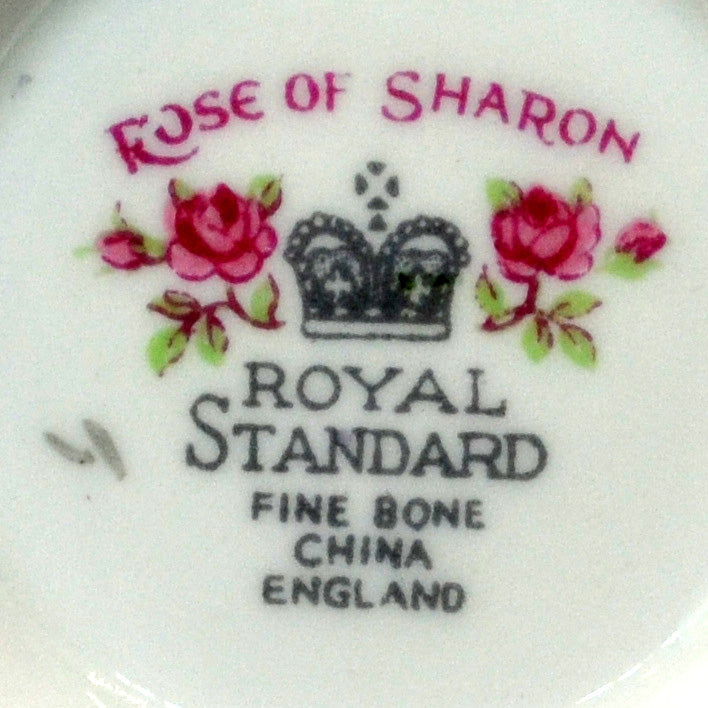 ROSE OF SHARON
ROYAL
STANDARD
FINE BONE
CHINA
ENGLAND